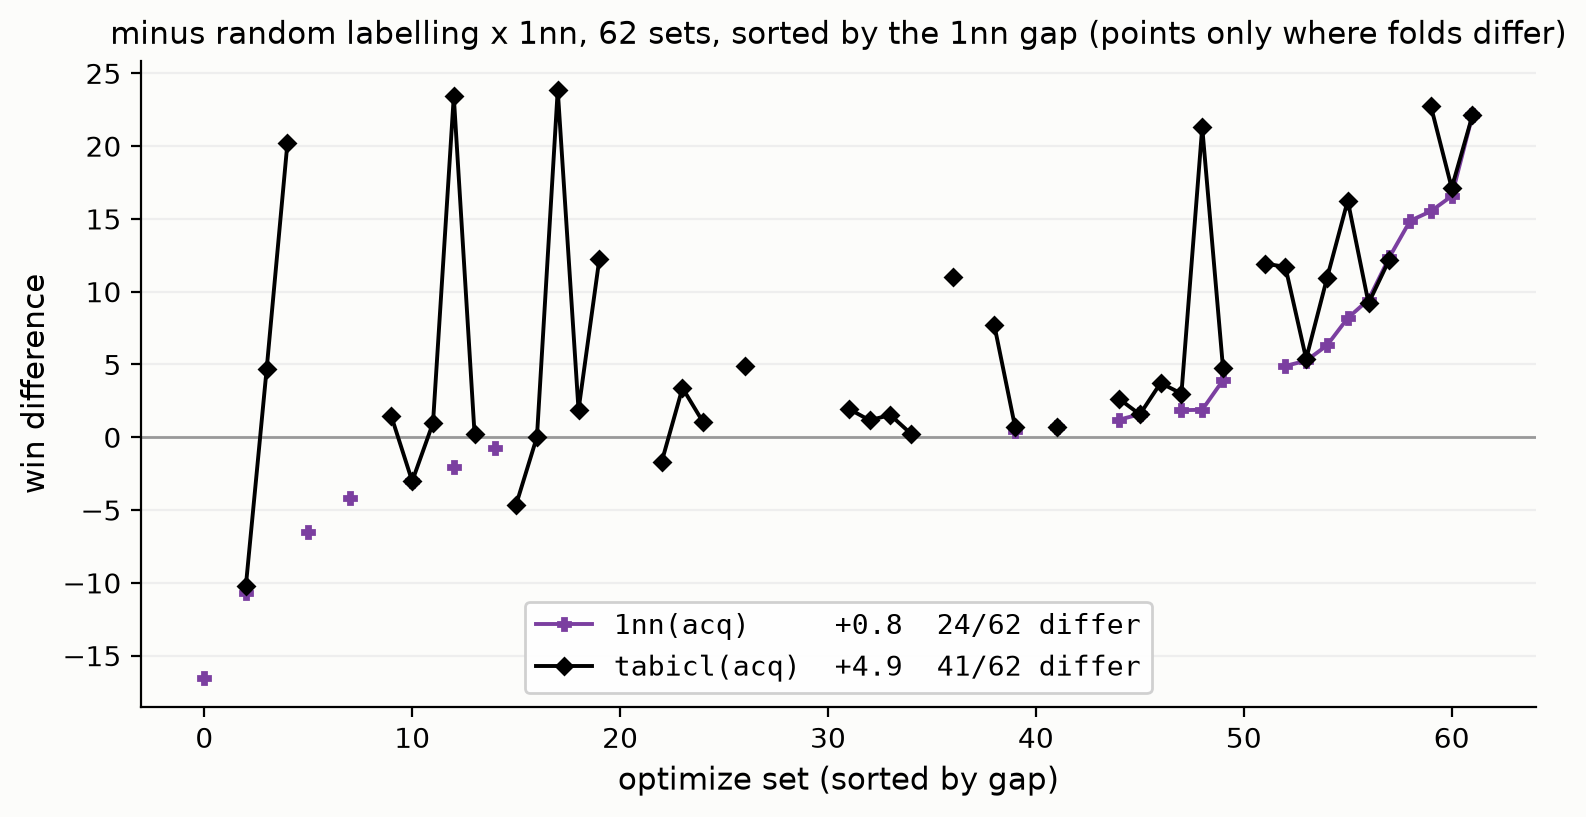 minus random labelling x 1nn, 62 sets, sorted by the 1nn gap (points only where folds differ)
25
20
15
10
5
0
−5
−10
−15
win difference
1nn(acq) +0.8 24/62 differ
tabicl(acq) +4.9 41/62 differ
0 10 20 30 40 50 60
optimize set (sorted by gap)